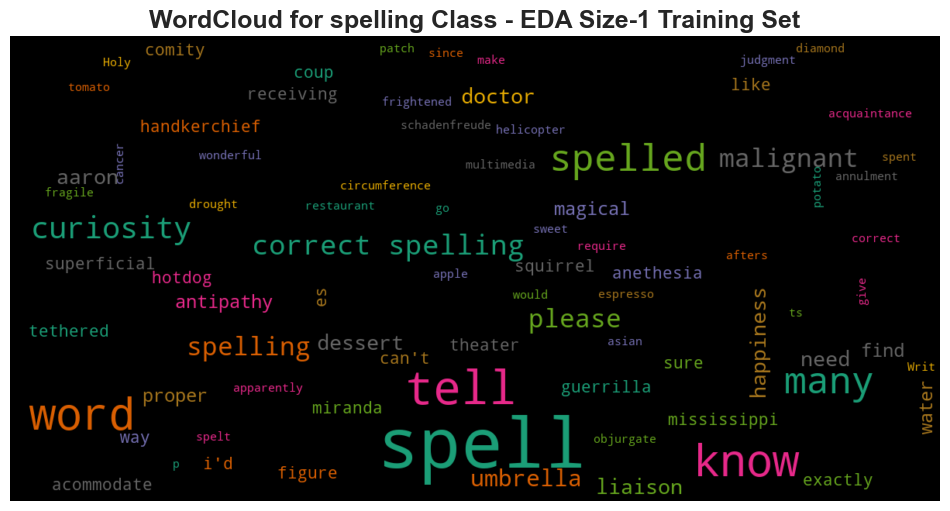 WordCloud for spelling Class - EDA Size-1 Training Set
comity
patch
since
diamond
Holy
make
judgment
coup
tomato
receiving
frightened
doctor
like
acquaintance
handkerchief
schadenfreude
helicopter
cancer
wonderful
multimedia
spelled
malignant
spent
aaron
circumference
potato
annulment
fragile
drought
restaurant
go
magical
curiosity
correct spelling
sweet
require
correct
superficial
hotdog
apple
squirrel
anethesia
afters
antipathy
es
would
espresso
give
tethered
please
happiness
ts
spelling
dessert
can't
theater
asian
sure
need
find
Writ
word
proper
apparently
miranda
tell
guerrilla
many
water
way
spelt
spell
objurgate
mississippi
p
i'd
figure
umbrella
know
acommodate
liaison
exactly